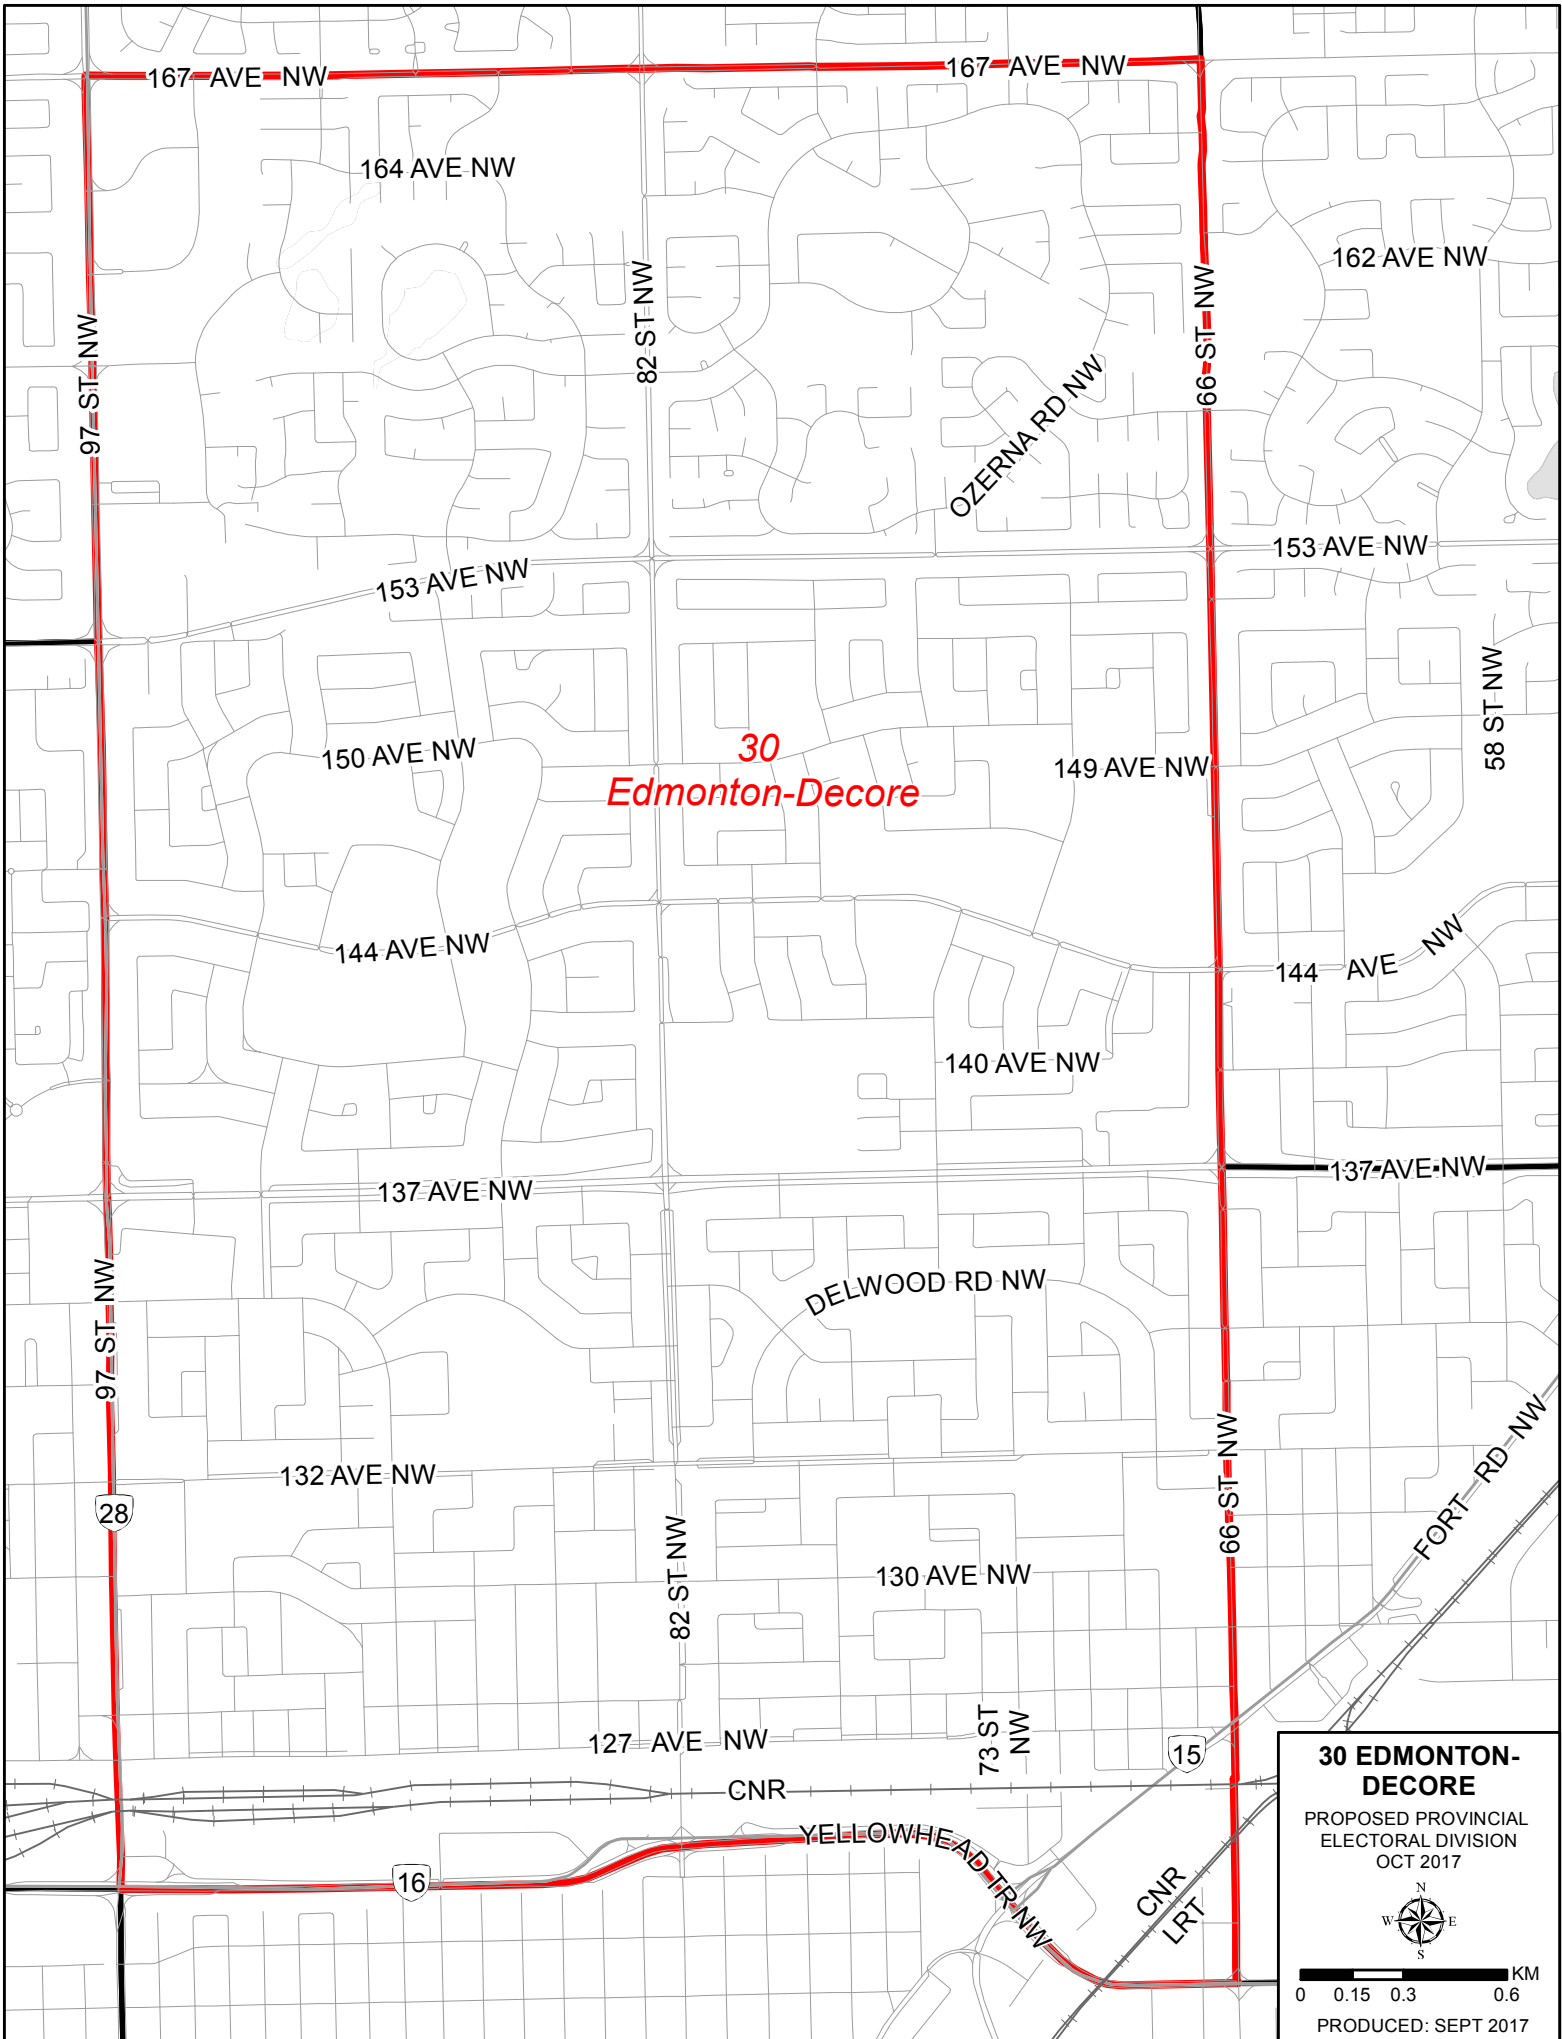 167 AVE NW
167 AVE NW
164 AVE NW
162 AVE NW
97 ST NW
82 ST NW
66 ST NW
OZERNA RD NW
153 AVE NW
153 AVE NW
58 ST NW
150 AVE NW
30
Edmonton-Decore
149 AVE NW
144 AVE NW
144 AVE NW
140 AVE NW
137 AVE NW
137 AVE NW
97 ST NW
DELWOOD RD NW
132 AVE NW
28
66 ST NW
FORT RD NW
82 ST NW
130 AVE NW
127 AVE NW
73 ST
NW
15
CNR
YELLOWHEAD TR NW
16
CNR
LRT
30 EDMONTON-
DECORE
PROPOSED PROVINCIAL
ELECTORAL DIVISION
OCT 2017
N
W E
S
KM
0 0.15 0.3 0.6
PRODUCED: SEPT 2017